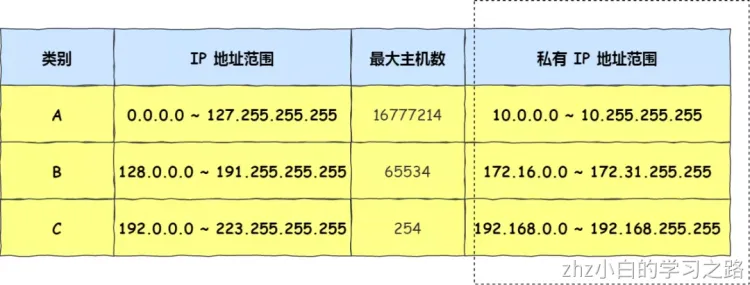 类别 IP 地址范围 最大主机数 私有 IP 地址范围
A 0.0.0.0 ~ 127.255.255.255 16777214 10.0.0.0 ~ 10.255.255.255
B 128.0.0.0 ~ 191.255.255.255 65534 172.16.0.0 ~ 172.31.255.255
C 192.0.0.0 ~ 223.255.255.255 254 192.168.0.0 ~ 192.168.255.255
zhz小白的学习之路